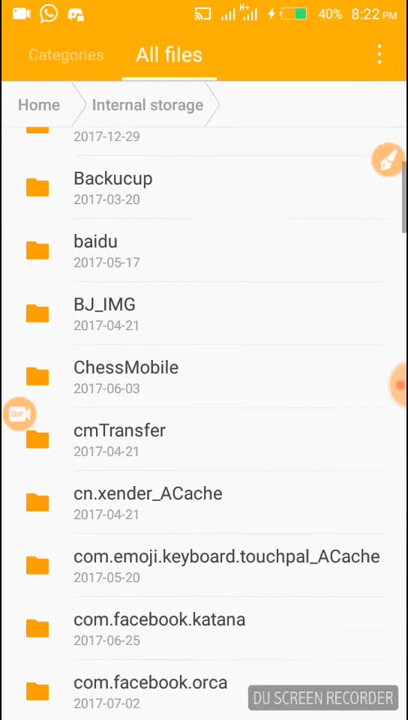 H+
40% 8:22 PM
Categories
All files
Home
Internal storage
2017-12-29
Backucup
2017-03-20
baidu
2017-05-17
BJ_IMG
2017-04-21
ChessMobile
2017-06-03
GIF
cmTransfer
2017-04-21
cn.xender_ACache
2017-04-21
com.emoji.keyboard.touchpal_ACache
2017-05-20
com.facebook.katana
2017-06-25
com.facebook.orca
2017-07-02
DU SCREEN RECORDER